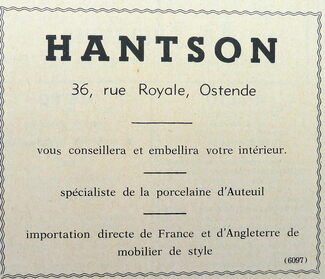 HANTSON
36, rue Royale, Ostende
vous conseillera et embellira votre intérieur.
spécialiste de la porcelaine d'Auteuil
importation directe de France et d'Angleterre de
mobilier de style
(6097)